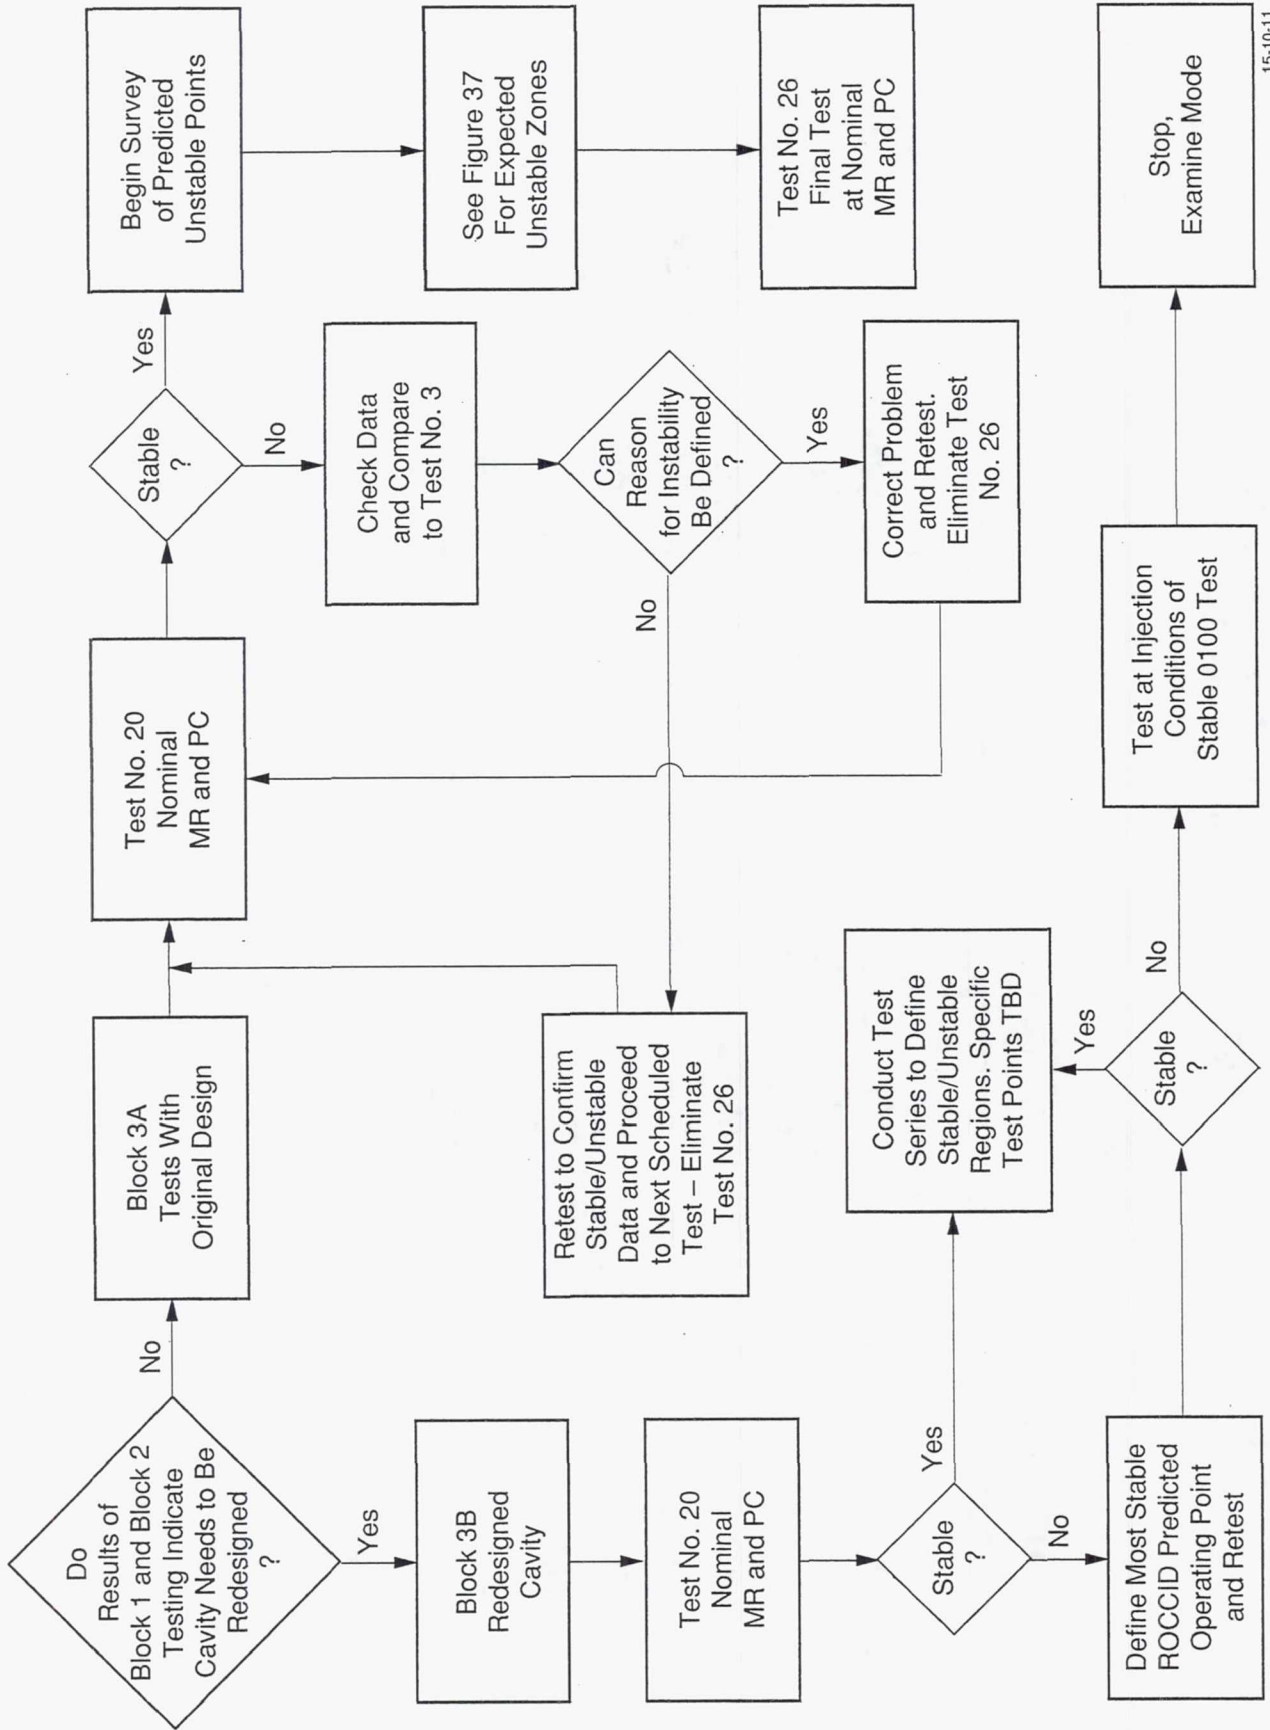 Do
Results of
Block 1 and Block 2
Testing Indicate
Cavity Needs to Be
Redesigned
?
No
Block 3A
Tests With
Original Design
Test No. 20
Nominal
MR and PC
Stable
?
Yes
Begin Survey
of Predicted
Unstable Points
No
Check Data
and Compare
to Test No. 3
See Figure 37
For Expected
Unstable Zones
Can
Reason
for Instability
Be Defined
?
No
Yes
Retest to Confirm
Stable/Unstable
Data and Proceed
to Next Scheduled
Test – Eliminate
Test No. 26
Correct Problem
and Retest.
Eliminate Test
No. 26
Test No. 26
Final Test
at Nominal
MR and PC
Yes
Block 3B
Redesigned
Cavity
Test No. 20
Nominal
MR and PC
Stable
?
Yes
Conduct Test
Series to Define
Stable/Unstable
Regions. Specific
Test Points TBD
No
Define Most Stable
ROCCID Predicted
Operating Point
and Retest
Stable
?
Yes
No
Test at Injection
Conditions of
Stable 0100 Test
Stop,
Examine Mode
15-10-11